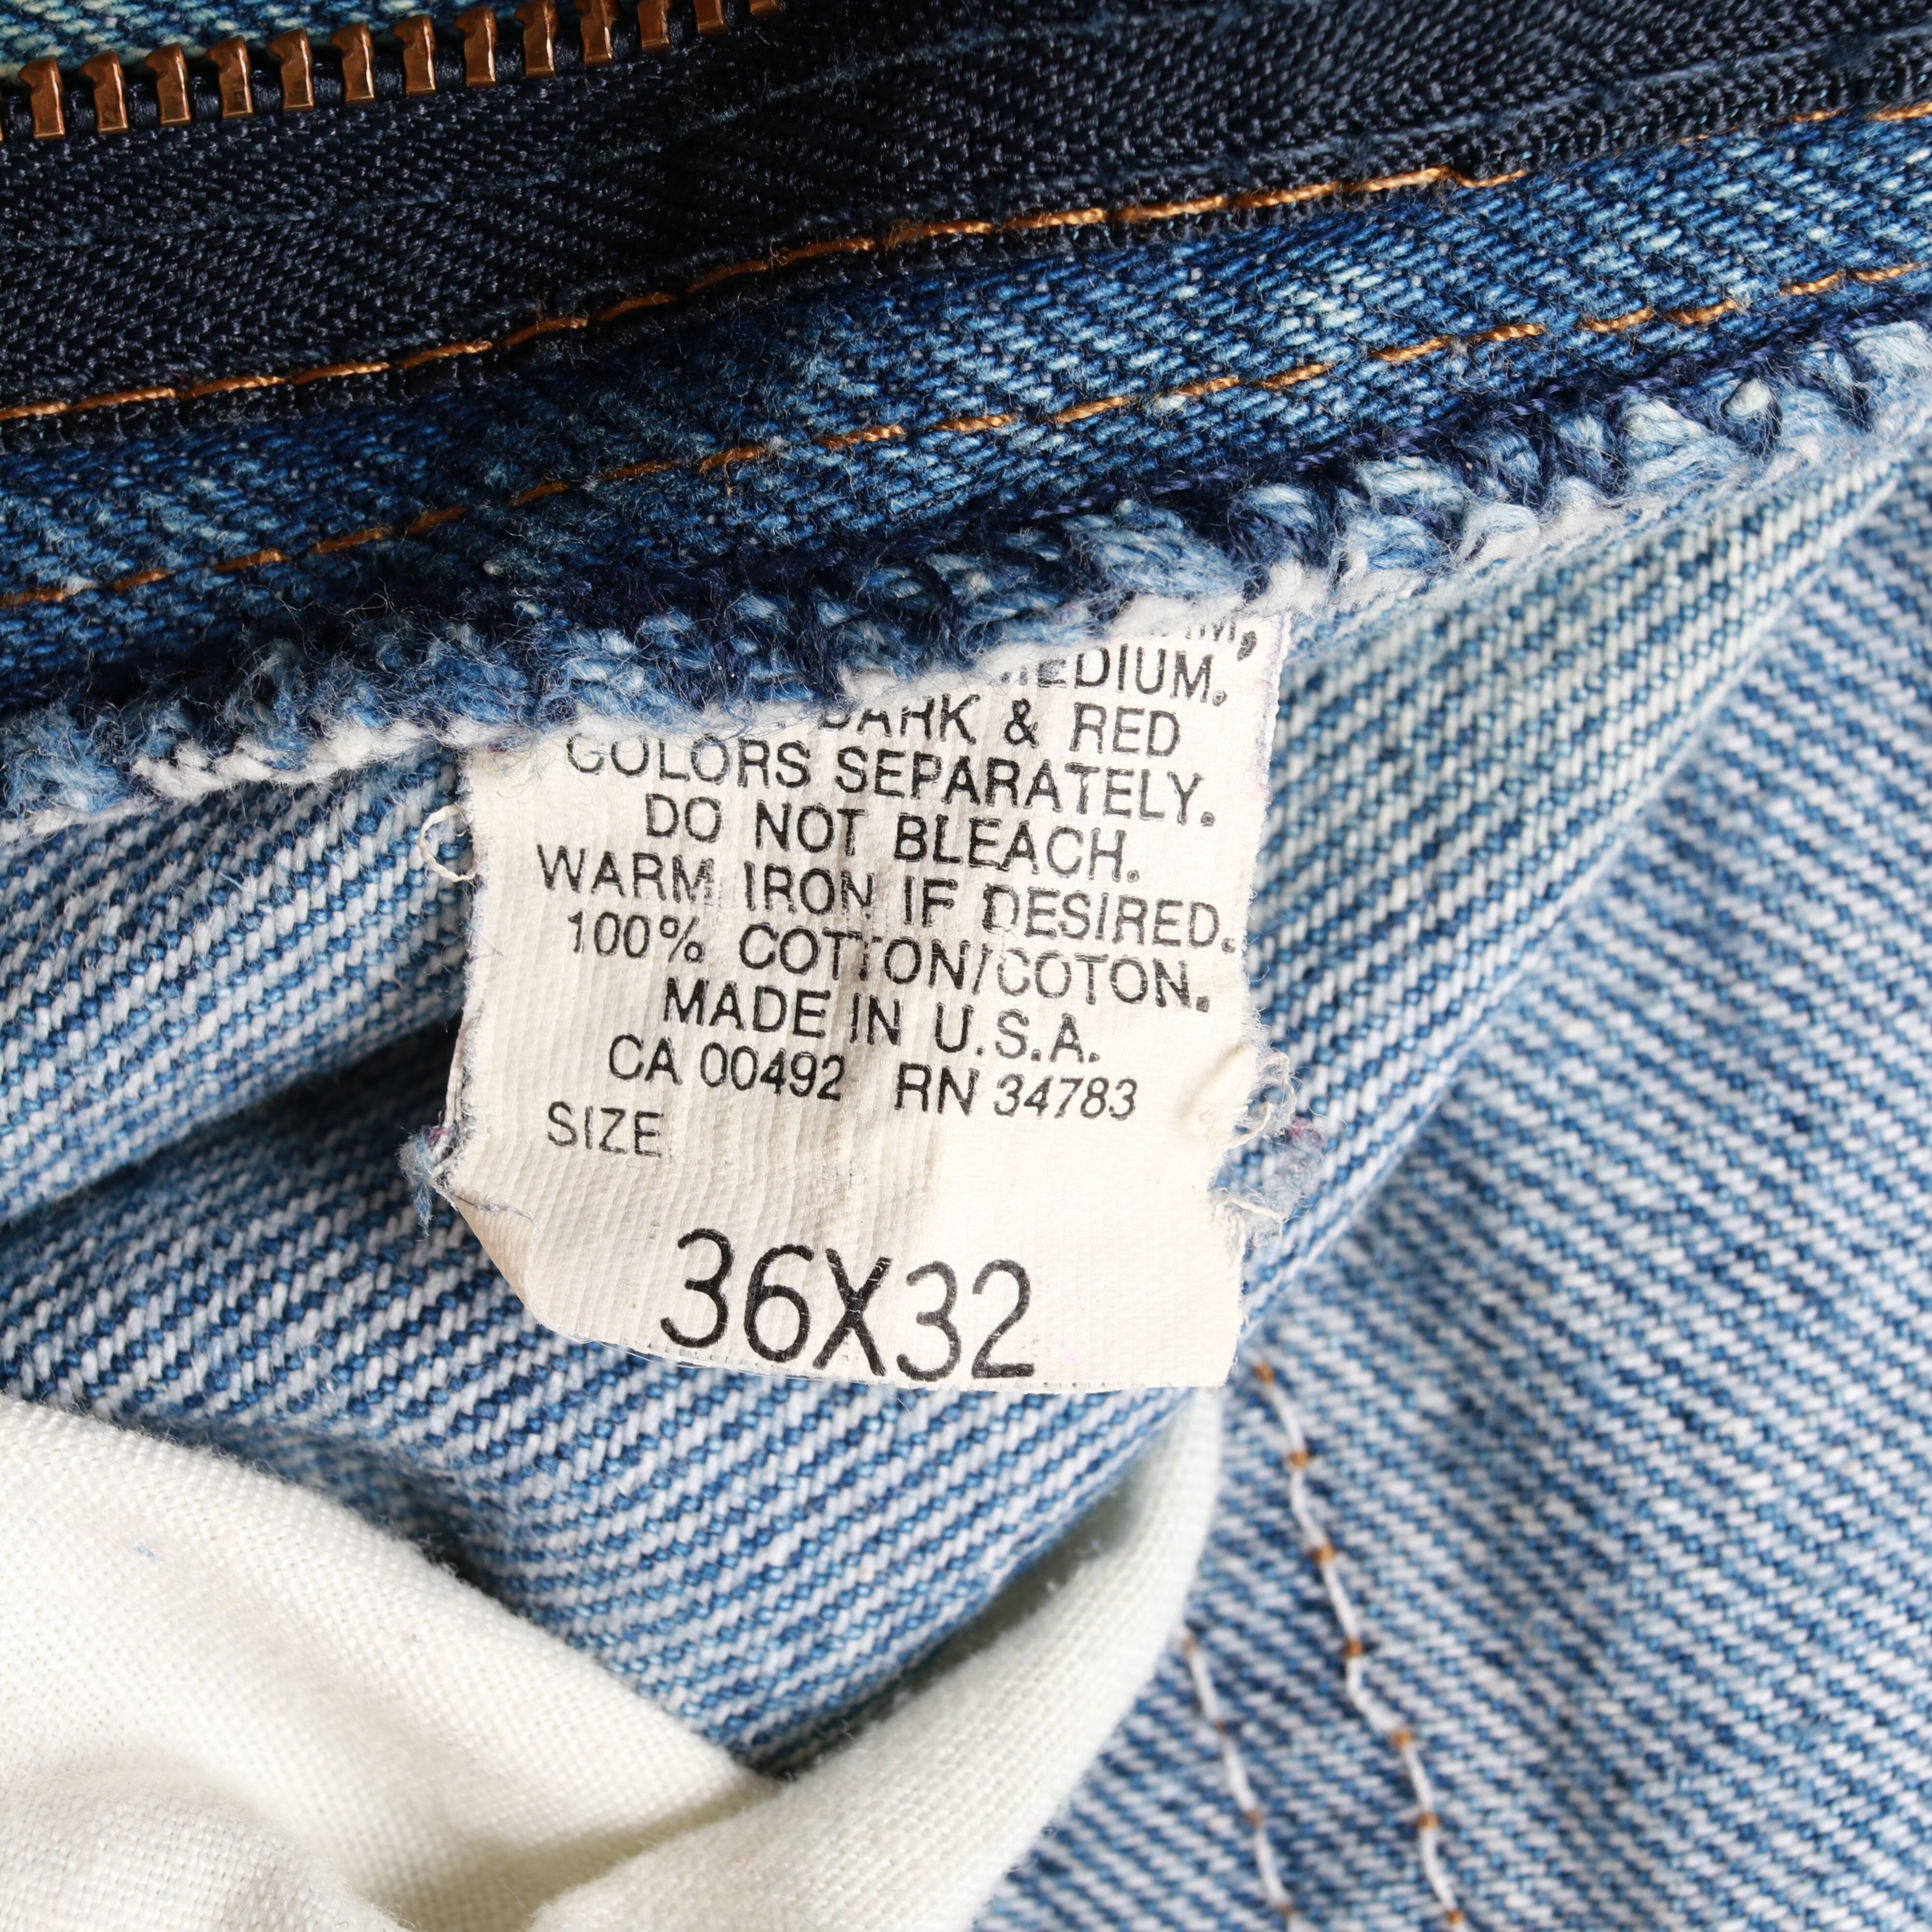 MEDIUM.
DARK & RED
COLORS SEPARATELY.
DO NOT BLEACH.
WARM IRON IF DESIRED.
100% COTTON/COTON.
MADE IN U.S.A.
CA 00492 RN 34783
SIZE
36X32